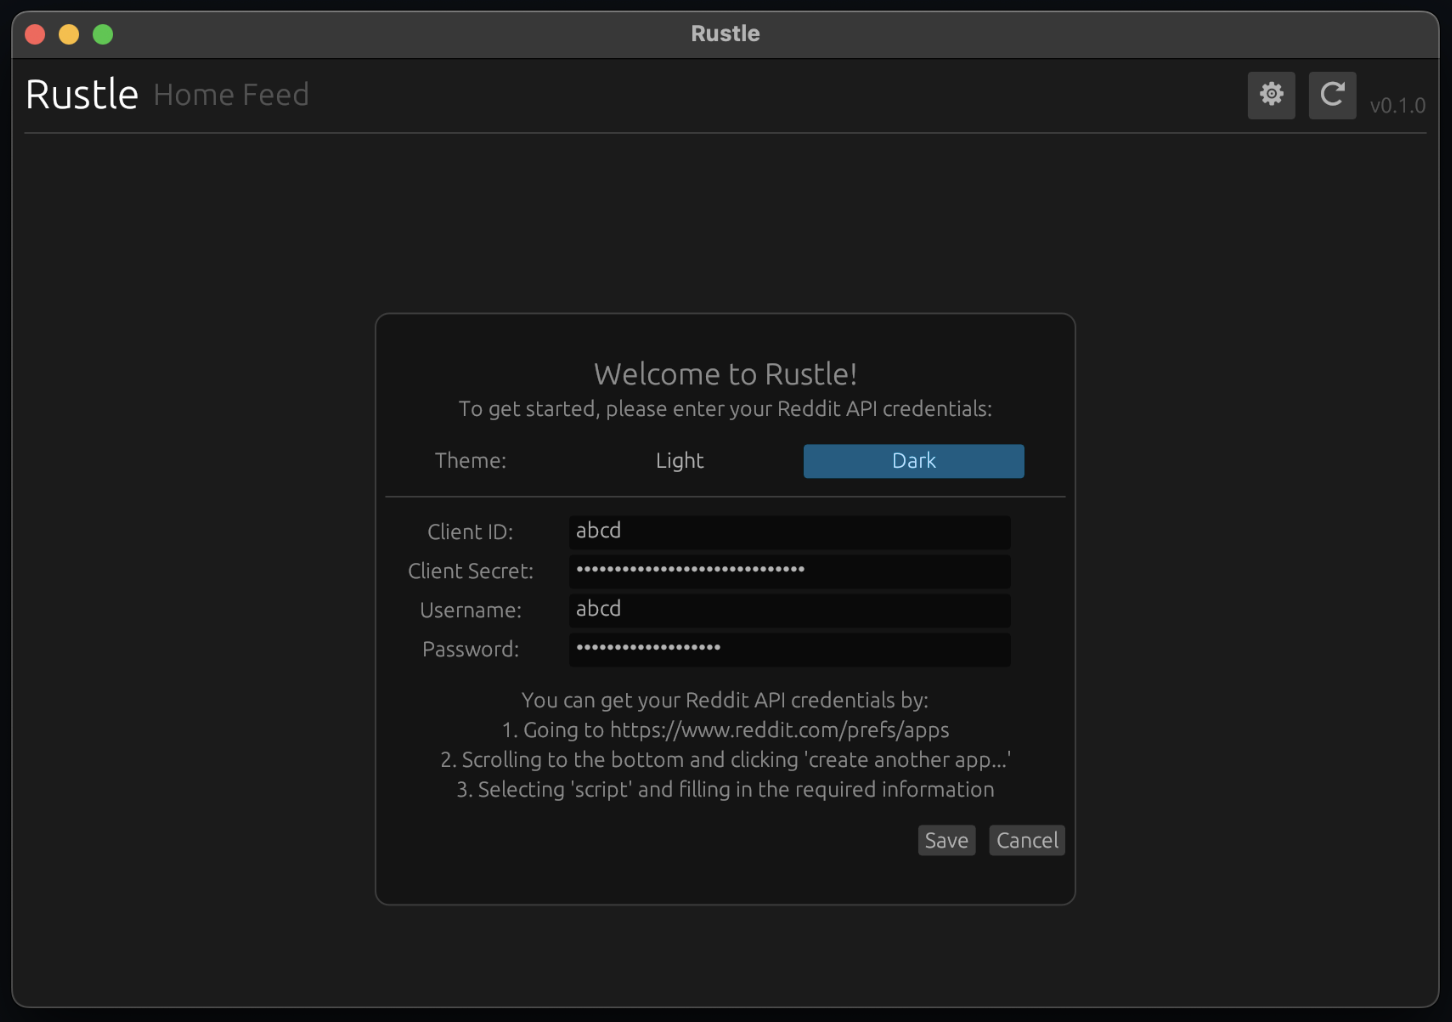 Rustle
Rustle Home Feed v0.1.0
Welcome to Rustle!
To get started, please enter your Reddit API credentials:
Theme: Light Dark
Client ID: abcd
Client Secret: ••••••••••••••••••••••••••••••
Username: abcd
Password: •••••••••••••••••••
You can get your Reddit API credentials by:
1. Going to https://www.reddit.com/prefs/apps
2. Scrolling to the bottom and clicking 'create another app...'
3. Selecting 'script' and filling in the required information
Save Cancel